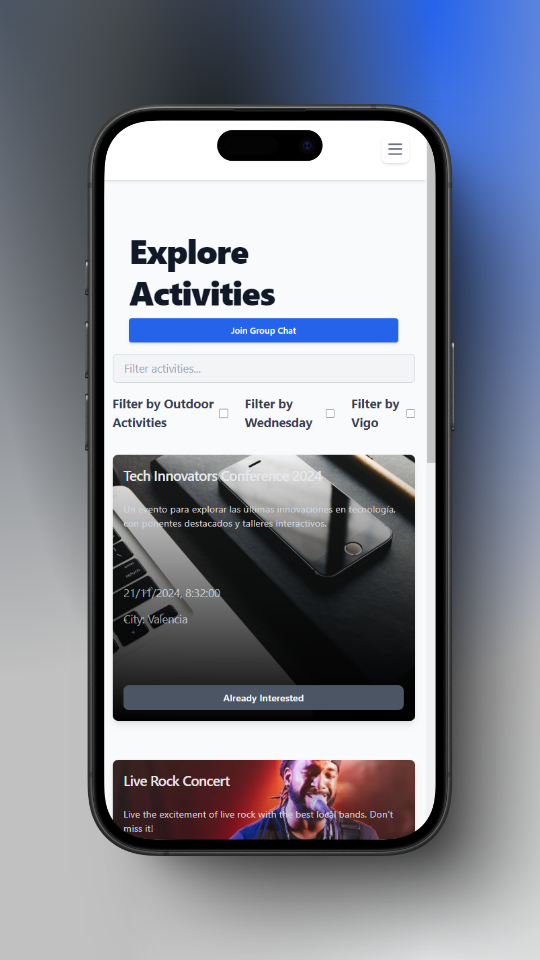 Explore
Activities
Join Group Chat
Filter activities...
Filter by Outdoor
Activities
Filter by
Wednesday
Filter by
Vigo
Tech Innovators Conference 2024
Un evento para explorar las últimas innovaciones en tecnología,
con ponentes destacados y talleres interactivos.
21/11/2024, 8:32:00
City: Valencia
Already Interested
Live Rock Concert
Live the excitement of live rock with the best local bands. Don't
miss it!